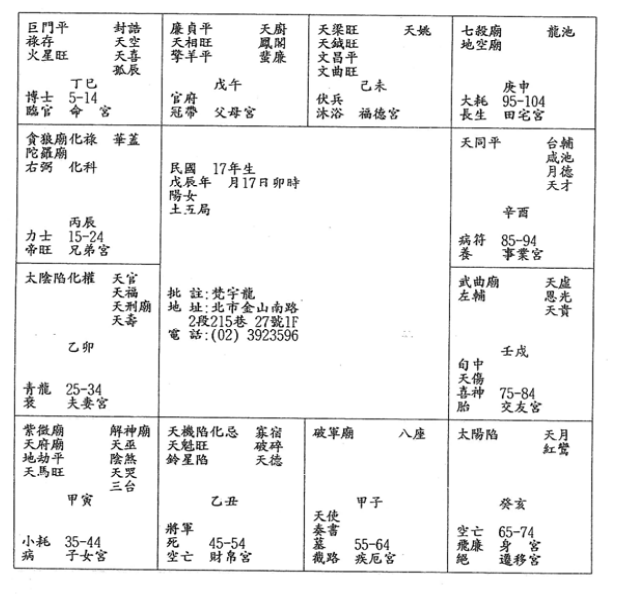 巨門平 封誥
祿存 天空
火星旺 天喜
孤辰
丁巳
博士 5-14
臨官 命 宮
廉貞平 天廚
天相旺 鳳閣
擎羊平 蜚廉
戊午
官府
冠帶 父母宮
天梁旺 天姚
天鉞旺
文昌平
文曲旺
己未
伏兵
沐浴 福德宮
七殺廟 龍池
地空廟
庚申
大耗 95-104
長生 田宅宮
貪狼廟化祿 華蓋
陀羅廟
右弼 化科
丙辰
力士 15-24
帝旺 兄弟宮
民國 17年生
戊辰年 月17日卯時
陽女
土五局
批 註:梵宇龍
地 址:北市金山南路
2段215巷 27號1F
電 話:(02) 3923596
天同平 台輔
咸池
月德
天才
辛酉
病符 85-94
養 事業宮
太陰陷化權 天官
天福
天刑廟
天壽
乙卯
青龍 25-34
衰 夫妻宮
武曲廟 天虛
左輔 恩光
天貴
壬戌
旬中
天傷
喜神 75-84
胎 交友宮
紫微廟 解神廟
天府廟 天巫
地劫平 陰煞
天馬旺 天哭
三台
甲寅
小耗 35-44
病 子女宮
天機陷化忌 寡宿
天魁旺 破碎
鈴星陷 天德
乙丑
將軍
死 45-54
空亡 財帛宮
破軍廟 八座
甲子
天使
奏書
墓 55-64
截路 疾厄宮
太陽陷 天月
紅鸞
癸亥
空亡 65-74
飛廉 身 宮
絕 遷移宮